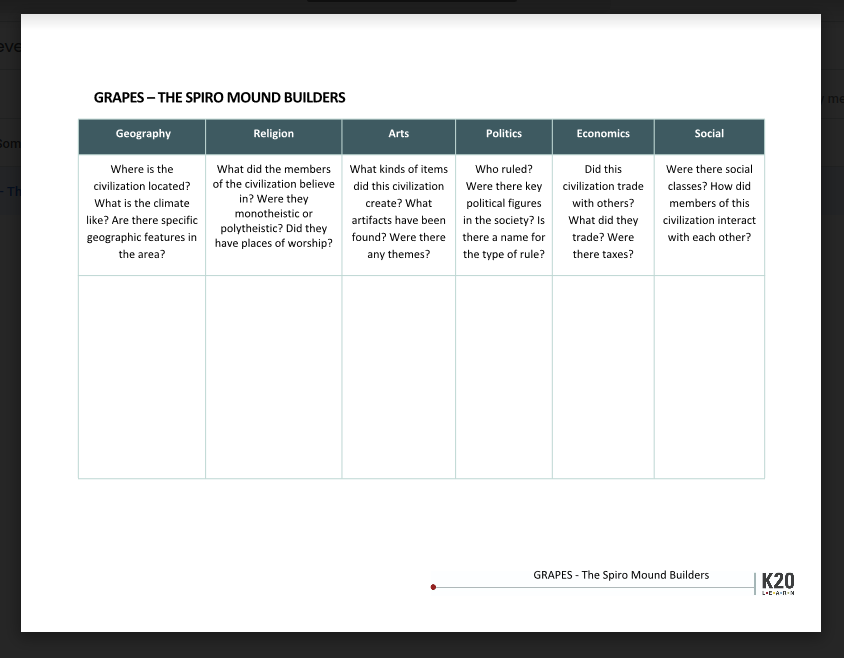 eve
me
Som
- Th
GRAPES – THE SPIRO MOUND BUILDERS
Geography
Religion
Arts
Politics
Economics
Social
Where is the
civilization located?
What is the climate
like? Are there specific
geographic features in
the area?
What did the members
of the civilization believe
in? Were they
monotheistic or
polytheistic? Did they
have places of worship?
What kinds of items
did this civilization
create? What
artifacts have been
found? Were there
any themes?
Who ruled?
Were there key
political figures
in the society? Is
there a name for
the type of rule?
Did this
civilization trade
with others?
What did they
trade? Were
there taxes?
Were there social
classes? How did
members of this
civilization interact
with each other?
GRAPES - The Spiro Mound Builders
K20
LEARN